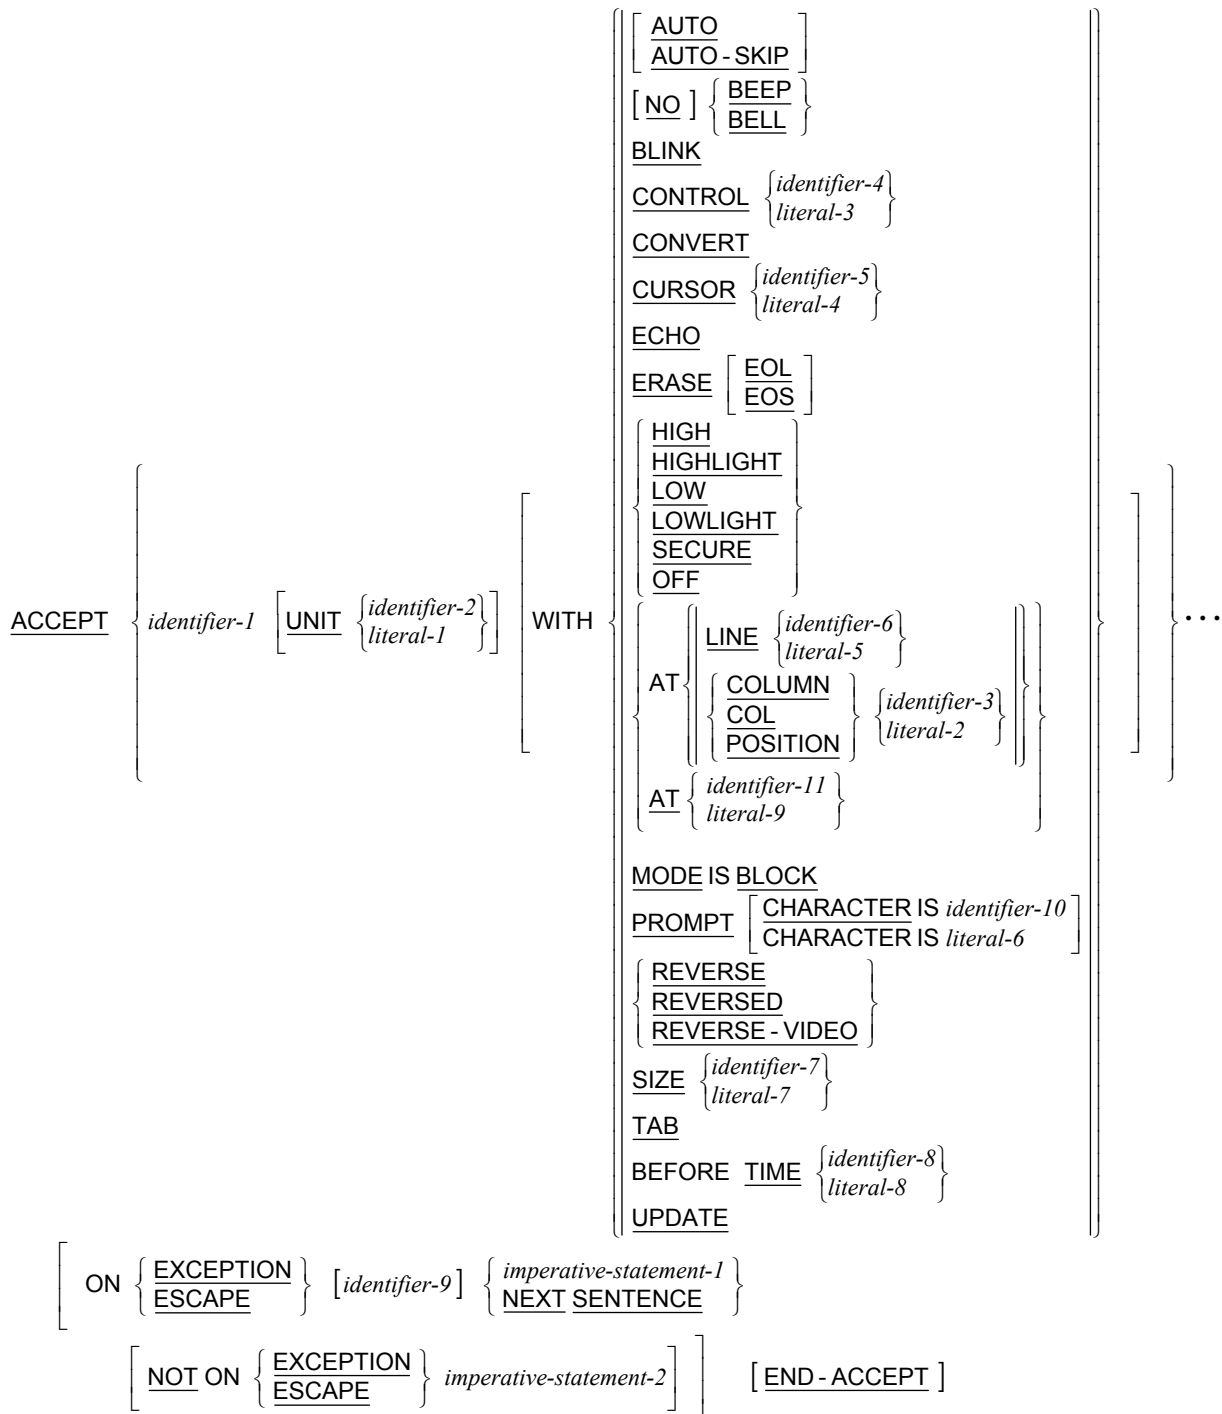 AUTO
AUTO-SKIP
[ NO ] { BEEP
BELL }
BLINK
CONTROL { identifier-4
literal-3 }
CONVERT
CURSOR { identifier-5
literal-4 }
ECHO
ERASE [ EOL
EOS ]
HIGH
HIGHLIGHT
LOW
LOWLIGHT
SECURE
OFF
ACCEPT { identifier-1 [ UNIT { identifier-2
literal-1 } ] [ WITH
AT { LINE { identifier-6
literal-5 }
{ COLUMN
COL
POSITION } { identifier-3
literal-2 }
AT { identifier-11
literal-9 }
MODE IS BLOCK
PROMPT [ CHARACTER IS identifier-10
CHARACTER IS literal-6 ]
REVERSE
REVERSED
REVERSE-VIDEO
SIZE { identifier-7
literal-7 }
TAB
BEFORE TIME { identifier-8
literal-8 }
UPDATE
} ...
[ ON { EXCEPTION
ESCAPE } [identifier-9] { imperative-statement-1
NEXT SENTENCE }
[ NOT ON { EXCEPTION
ESCAPE } imperative-statement-2 ] ] [ END-ACCEPT ]